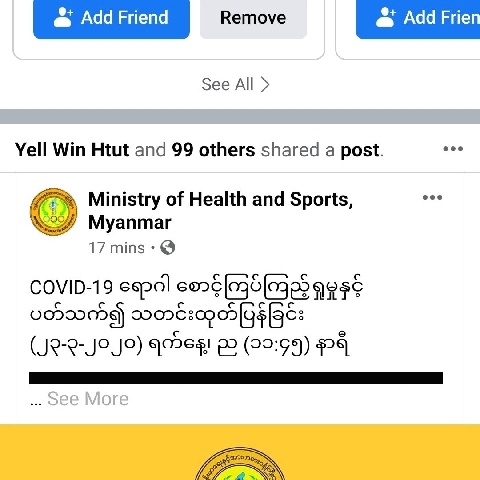 Add Friend
Remove
Add Frien
See All
Yell Win Htut and 99 others shared a post.
Ministry of Health and Sports,
Myanmar
17 mins
COVID-19 ရောဂါ စောင့်ကြပ်ကြည့်ရှုမှုနှင့်
ပတ်သက်၍ သတင်းထုတ်ပြန်ခြင်း
(၂၃-၃-၂၀၂၀) ရက်နေ့၊ ည (၁၁:၄၅) နာရီ
... See More